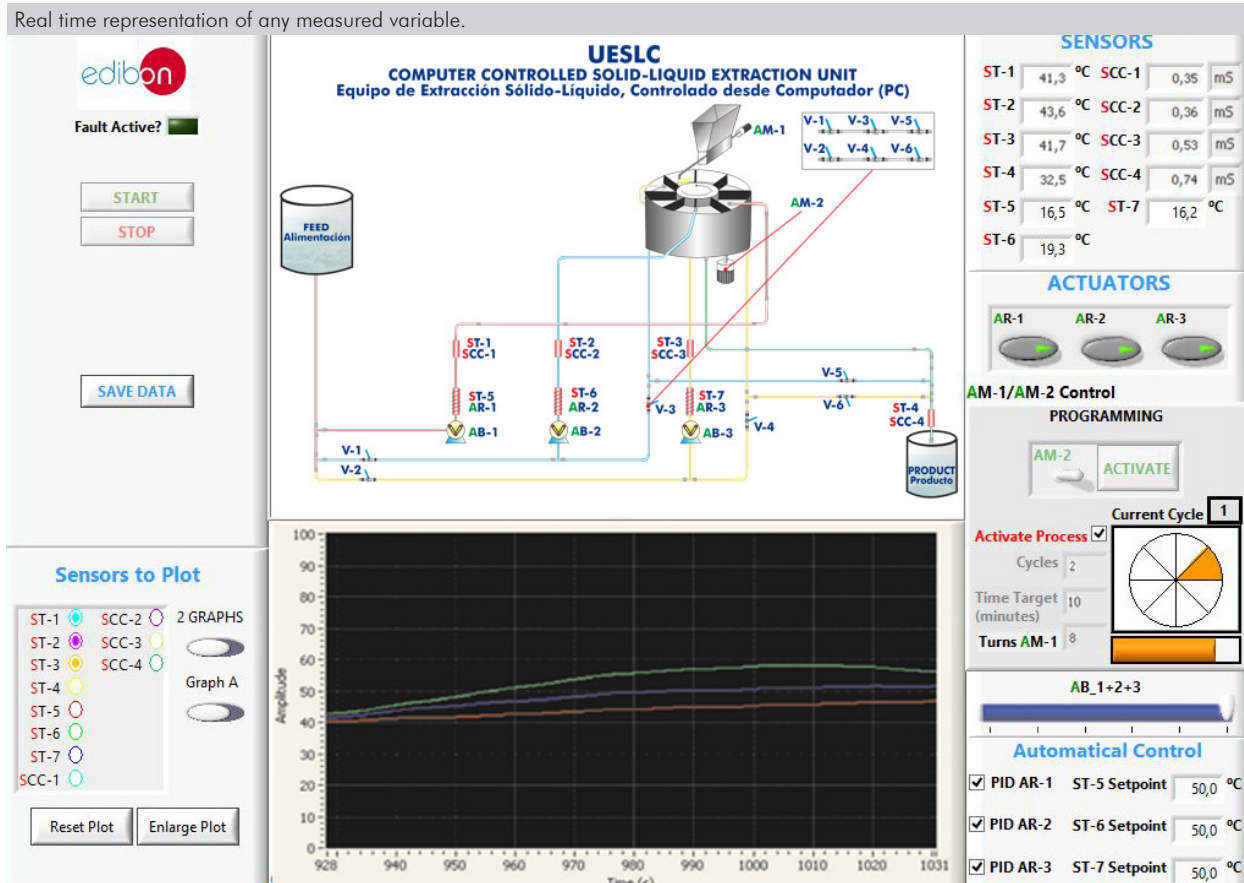 Real time representation of any measured variable.
edibon
Fault Active?
START
STOP
SAVE DATA
UESLC
COMPUTER CONTROLLED SOLID-LIQUID EXTRACTION UNIT
Equipo de Extracción Sólido-Líquido, Controlado desde Computador (PC)
AM-1
V-1 V-3 V-5
V-2 V-4 V-6
AM-2
FEED
Alimentación
ST-1
SCC-1
ST-2
SCC-2
ST-3
SCC-3
ST-5
AR-1
ST-6
AR-2
ST-7
AR-3
AB-1
AB-2
AB-3
V-3
V-4
V-5
V-6
V-1
V-2
ST-4
SCC-4
PRODUCT
Producto
SENSORS
ST-1 41,3 ºC SCC-1 0,35 mS
ST-2 43,6 ºC SCC-2 0,36 mS
ST-3 41,7 ºC SCC-3 0,53 mS
ST-4 32,5 ºC SCC-4 0,74 mS
ST-5 16,5 ºC ST-7 16,2 ºC
ST-6 19,3 ºC
ACTUATORS
AR-1 AR-2 AR-3
AM-1/AM-2 Control
PROGRAMMING
AM-2 ACTIVATE
Current Cycle 1
Activate Process
Cycles 2
Time Target 10
(minutes)
Turns AM-1 8
AB_1+2+3
Automatical Control
PID AR-1 ST-5 Setpoint 50,0 ºC
PID AR-2 ST-6 Setpoint 50,0 ºC
PID AR-3 ST-7 Setpoint 50,0 ºC
Sensors to Plot
ST-1 SCC-2 2 GRAPHS
ST-2 SCC-3
ST-3 SCC-4
ST-4 Graph A
ST-5
ST-6
ST-7
SCC-1
Reset Plot Enlarge Plot
Amplitude
100
90
80
70
60
50
40
30
20
10
0
928 940 950 960 970 980 990 1000 1010 1020 1031
Time (s)